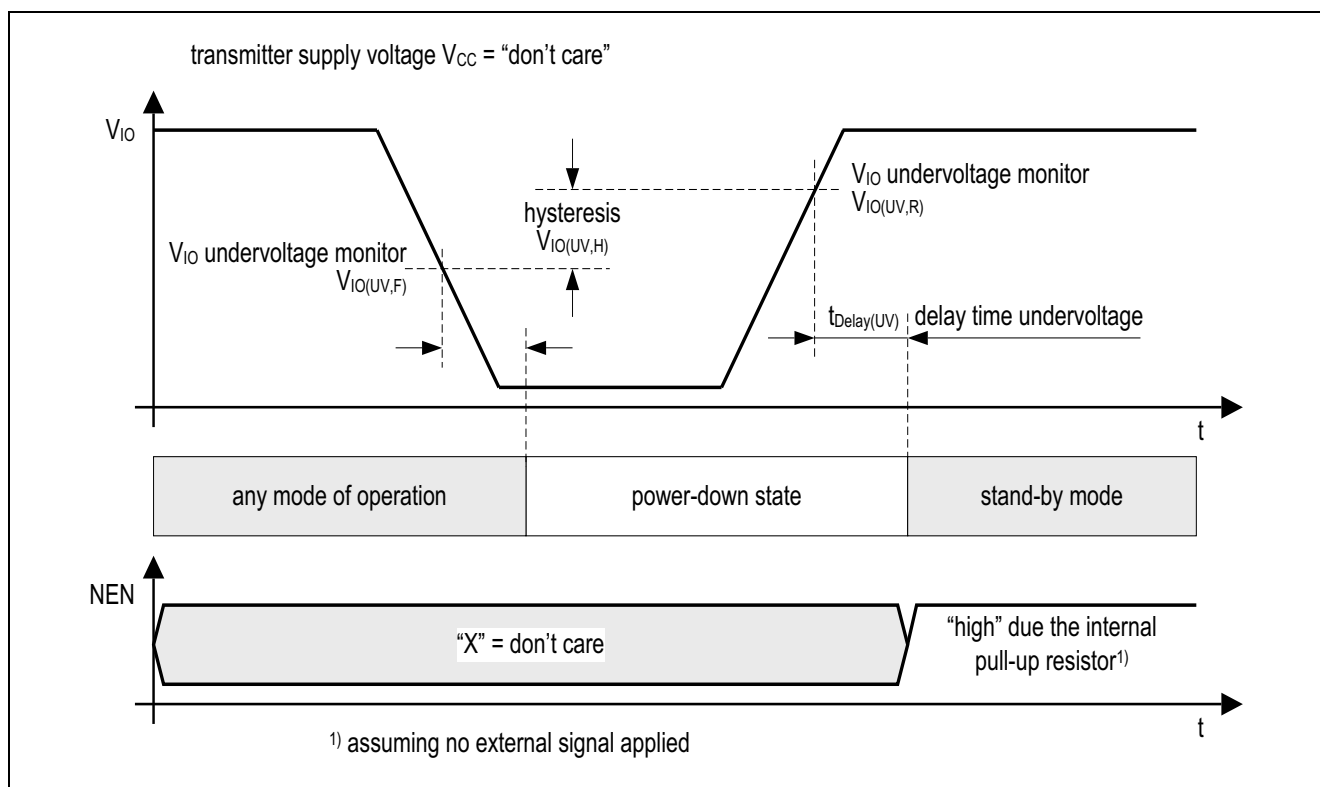 transmitter supply voltage VCC = “don’t care”
VIO
VIO undervoltage monitor
VIO(UV,R)
hysteresis
VIO(UV,H)
VIO undervoltage monitor
VIO(UV,F)
tDelay(UV) delay time undervoltage
t
any mode of operation
power-down state
stand-by mode
NEN
“X” = don’t care
“high” due the internal
pull-up resistor1)
t
1) assuming no external signal applied